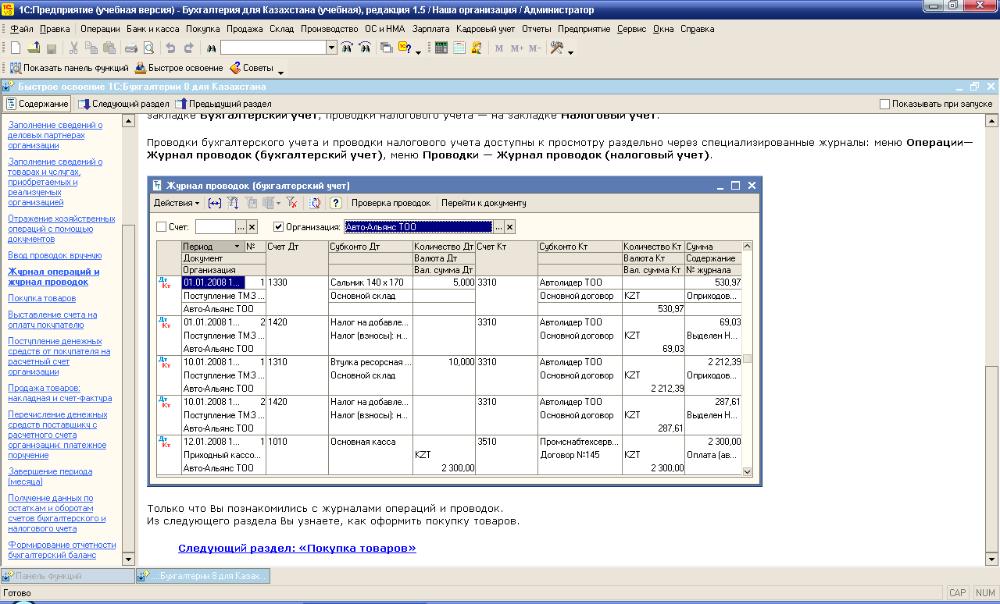 1С:Предприятие (учебная версия) - Бухгалтерия для Казахстана (учебная), редакция 1.5 / Наша организация / Администратор
Файл Правка Операции Банк и касса Покупка Продажа Склад Производство ОС и НМА Зарплата Кадровый учет Отчеты Предприятие Сервис Окна Справка
M M+ M-
Показать панель функций Быстрое освоение Советы
Быстрое освоение 1С:Бухгалтерии 8 для Казахстана
Содержание Следующий раздел Предыдущий раздел Показывать при запуске
Заполнение сведений о
деловых партнерах
организации
Заполнение сведений о
товарах и услугах,
приобретаемых и
реализуемых
организацией
Отражение хозяйственных
операций с помощью
документов
Ввод проводок вручную
Журнал операций и
журнал проводок
Покупка товаров
Выставление счета на
оплату покупателю
Поступление денежных
средств от покупателя на
расчетный счет
организации
Продажа товаров:
накладная и счет-фактура
Перечисление денежных
средств поставщику с
расчетного счета
организации: платежное
поручение
Завершение периода
(месяца)
Получение данных по
остаткам и оборотам
счетов бухгалтерского и
налогового учета
Формирование отчетности
бухгалтерский баланс
закладке Бухгалтерский учет, проводки налогового учета — на закладке Налоговый учет.
Проводки бухгалтерского учета и проводки налогового учета доступны к просмотру раздельно через специализированные журналы: меню Операции—
Журнал проводок (бухгалтерский учет), меню Проводки — Журнал проводок (налоговый учет).
Журнал проводок (бухгалтерский учет)
Действия Проверка проводок Перейти к документу
Счет: ... Организация: Авто-Альянс ТОО ...
Период № Счет Дт Субконто Дт Количество Дт Счет Кт Субконто Кт Количество Кт Сумма
Документ Валюта Дт Валюта Кт Содержание
Организация Вал. сумма Дт Вал. сумма Кт № журнала
Дт Кт 01.01.2008 1... 1 1330 Сальник 140 х 170 5,000 3310 Автолидер ТОО 530,97
Поступление ТМЗ ... Основной склад Основной договор KZT Оприходов...
Авто-Альянс ТОО 530,97
Дт Кт 01.01.2008 1... 2 1420 Налог на добавле... 3310 Автолидер ТОО 69,03
Поступление ТМЗ ... Налог (взносы): н... Основной договор KZT Выделен Н...
Авто-Альянс ТОО 69,03
Дт Кт 10.01.2008 1... 1 1310 Втулка ресорсная ... 10,000 3310 Автолидер ТОО 2 212,39
Поступление ТМЗ ... Основной склад Основной договор KZT Оприходов...
Авто-Альянс ТОО 2 212,39
Дт Кт 10.01.2008 1... 2 1420 Налог на добавле... 3310 Автолидер ТОО 287,61
Поступление ТМЗ ... Налог (взносы): н... Основной договор KZT Выделен Н...
Авто-Альянс ТОО 287,61
Дт Кт 12.01.2008 1... 1 1010 Основная касса 3510 Промснабтехсерв... 2 300,00
Приходный кассо... KZT Договор №145 KZT Оплата (ав...
Авто-Альянс ТОО 2 300,00 2 300,00
Только что Вы познакомились с журналами операций и проводок.
Из следующего раздела Вы узнаете, как оформить покупку товаров.
Следующий раздел: «Покупка товаров»
Панель функций ...:Бухгалтерии 8 для Казах...
Готово CAP NUM